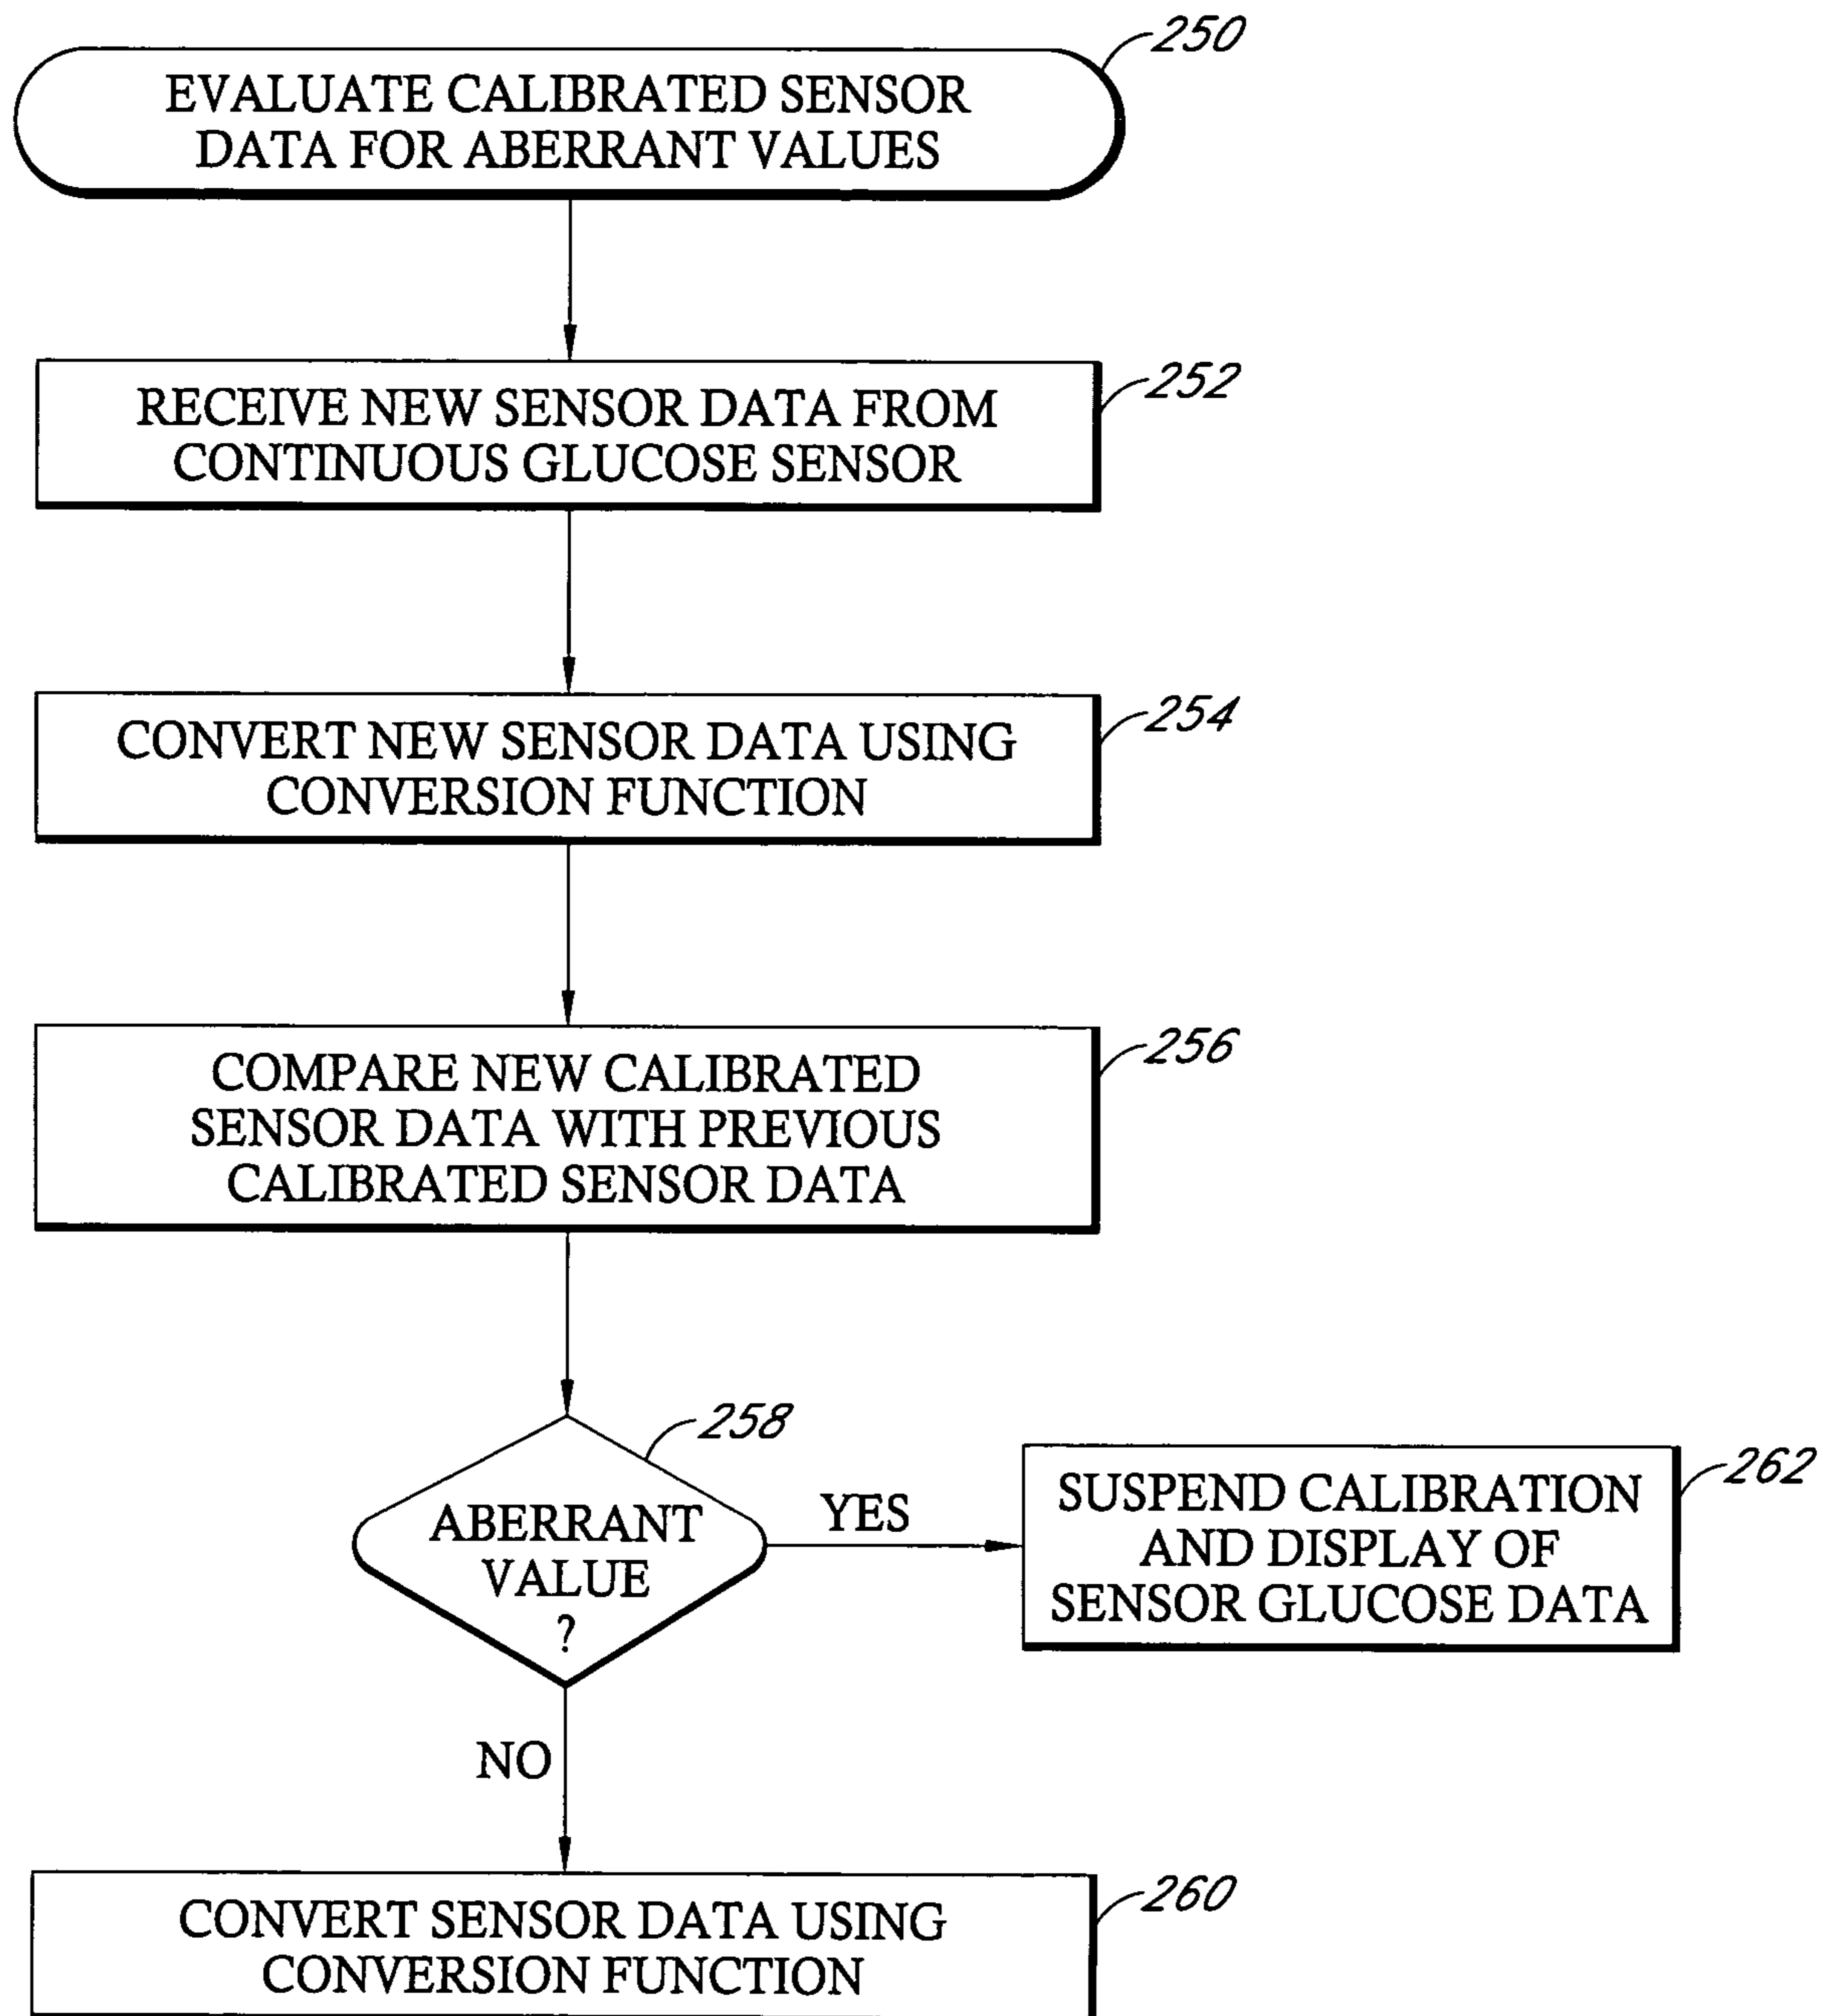 250
EVALUATE CALIBRATED SENSOR
DATA FOR ABERRANT VALUES
252
RECEIVE NEW SENSOR DATA FROM
CONTINUOUS GLUCOSE SENSOR
254
CONVERT NEW SENSOR DATA USING
CONVERSION FUNCTION
256
COMPARE NEW CALIBRATED
SENSOR DATA WITH PREVIOUS
CALIBRATED SENSOR DATA
258
ABERRANT
VALUE
?
YES
262
SUSPEND CALIBRATION
AND DISPLAY OF
SENSOR GLUCOSE DATA
NO
260
CONVERT SENSOR DATA USING
CONVERSION FUNCTION